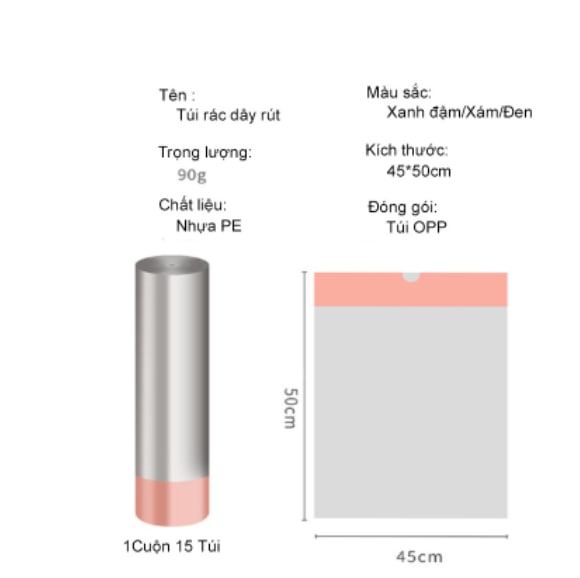 Tên :
Túi rác dây rút
Màu sắc:
Xanh đậm/Xám/Đen
Trọng lượng:
90g
Kích thước:
45*50cm
Chất liệu:
Nhựa PE
Đóng gói:
Túi OPP
50cm
1Cuộn 15 Túi
45cm